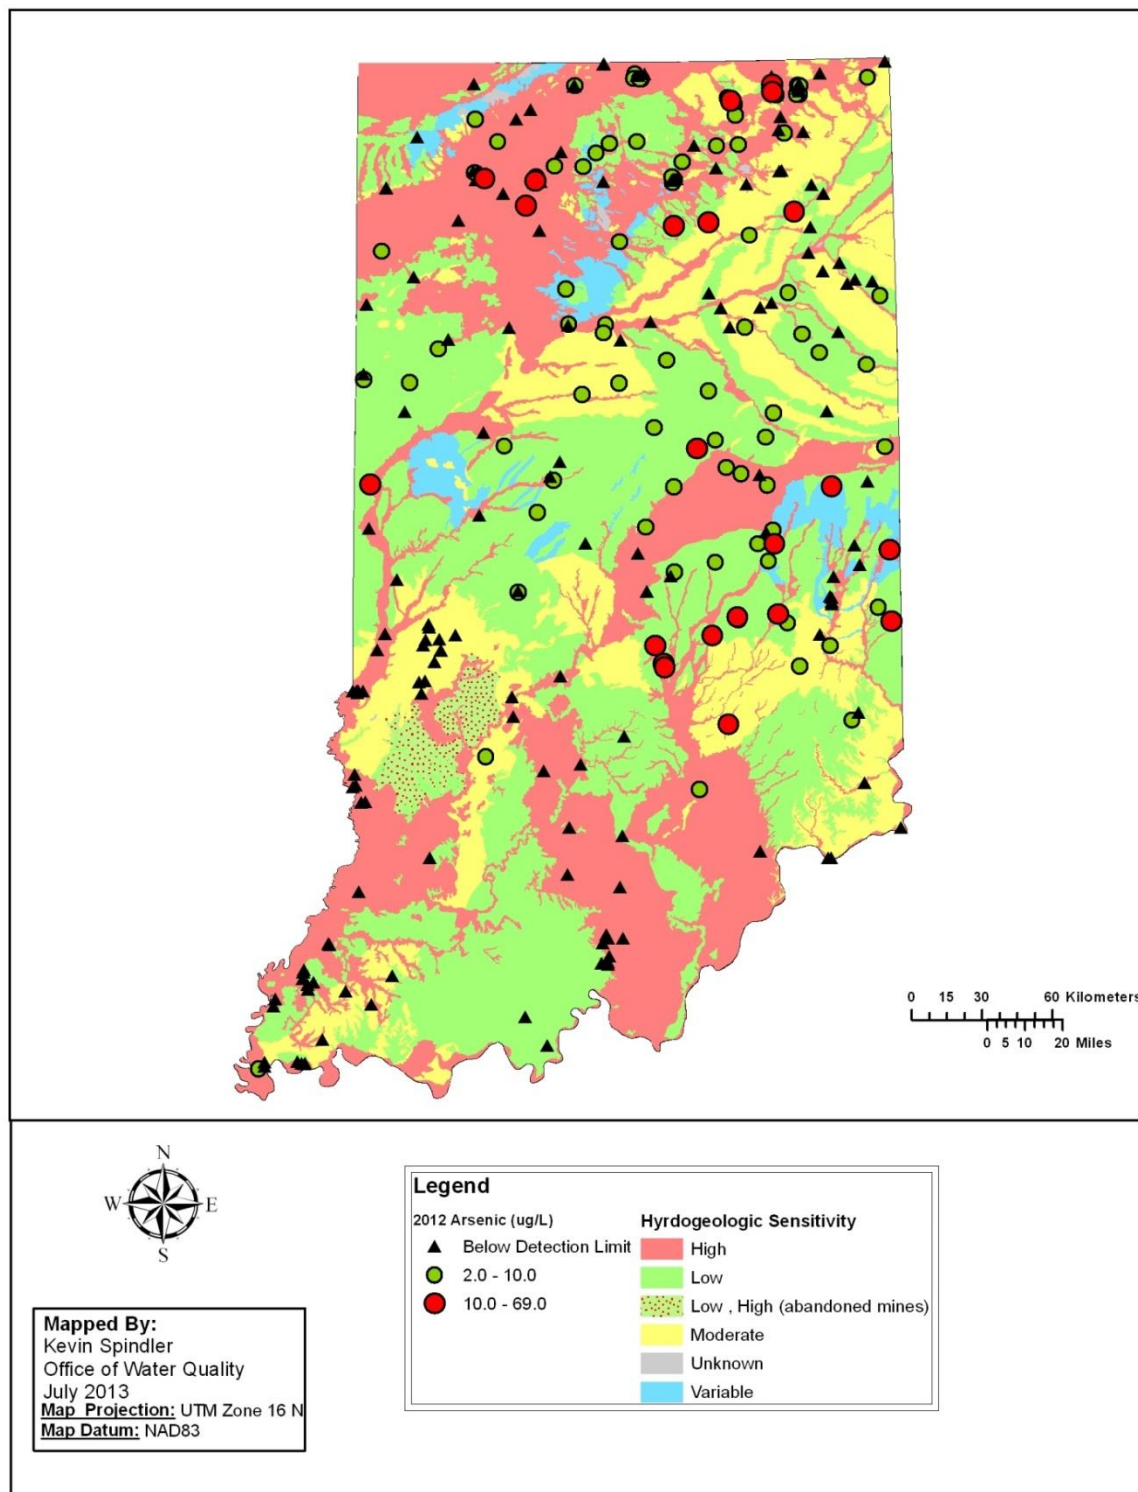 0 15 30 60 Kilometers
0 5 10 20 Miles
N
W E
S
Legend
2012 Arsenic (ug/L)
Below Detection Limit
2.0 - 10.0
10.0 - 69.0
Hyrdogeologic Sensitivity
High
Low
Low , High (abandoned mines)
Moderate
Unknown
Variable
Mapped By:
Kevin Spindler
Office of Water Quality
July 2013
Map Projection: UTM Zone 16 N
Map Datum: NAD83